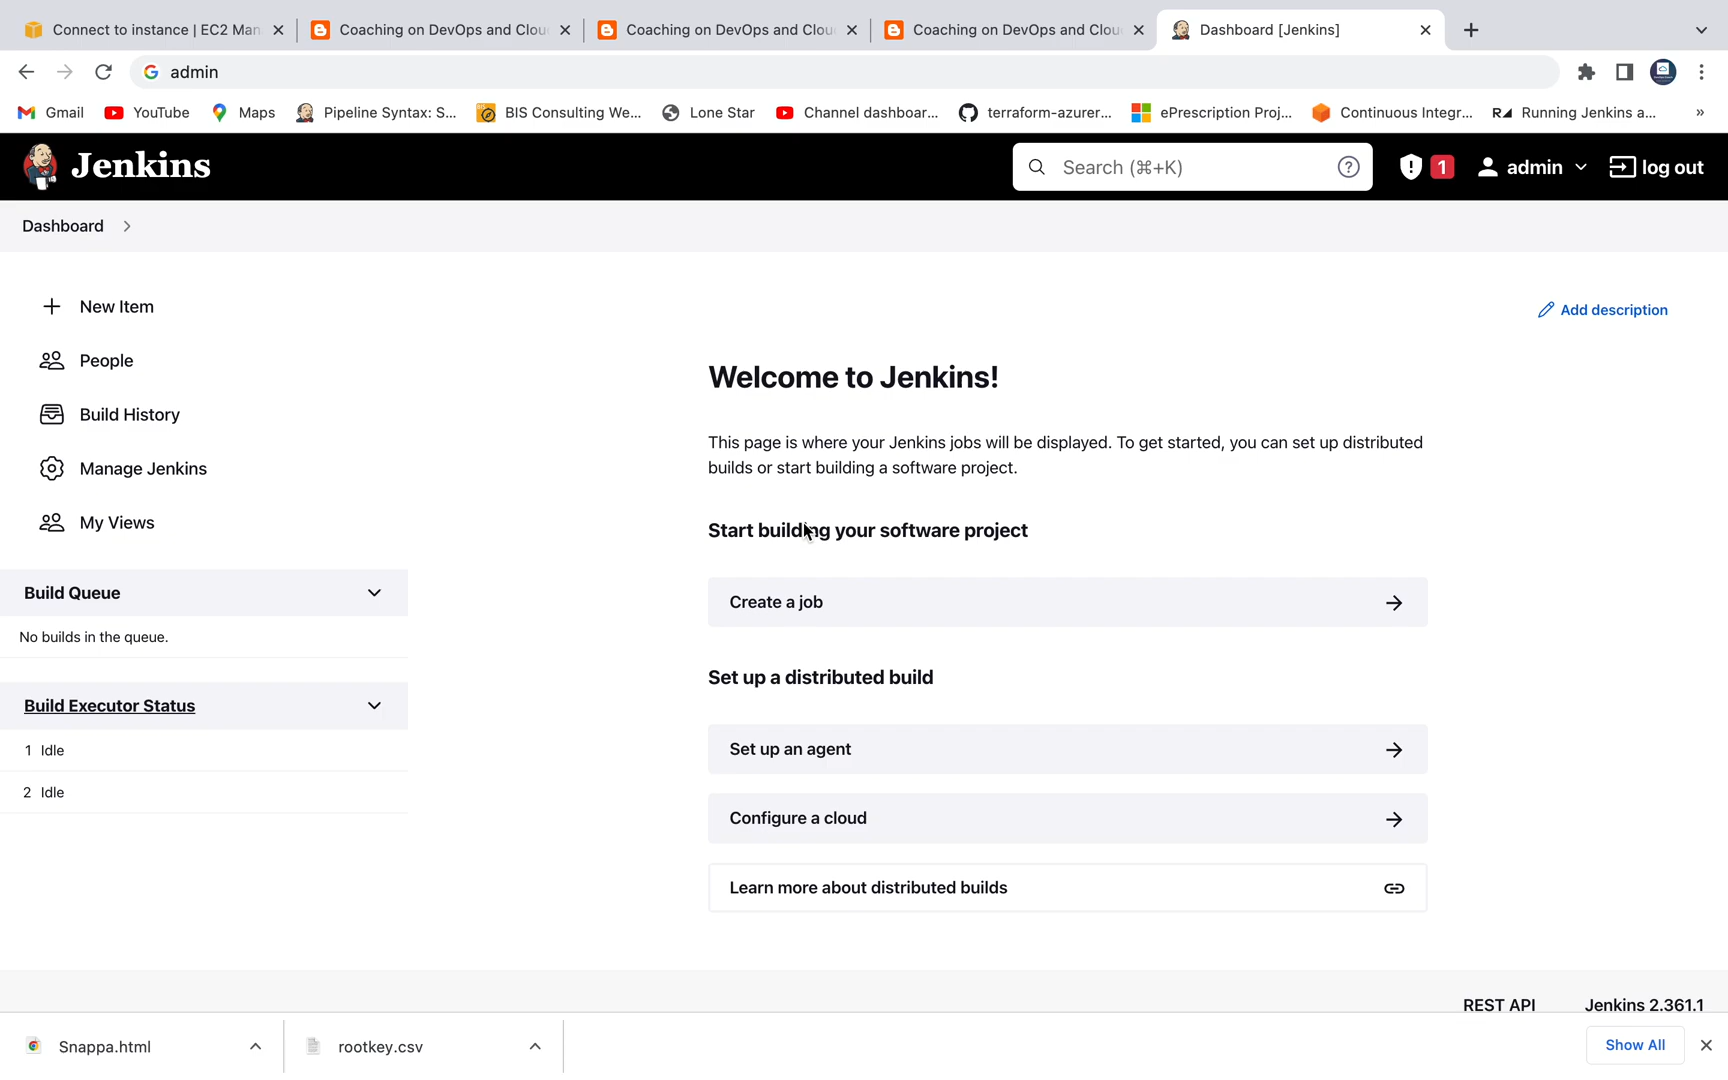 Connect to instance | EC2 Man
Coaching on DevOps and Clou
Coaching on DevOps and Clou
Coaching on DevOps and Clou
Dashboard [Jenkins]
admin
Gmail
YouTube
Maps
Pipeline Syntax: S...
BIS Consulting We...
Lone Star
Channel dashboar...
terraform-azurer...
ePrescription Proj...
Continuous Integr...
Running Jenkins a...
»
Jenkins
Search (⌘+K)
1
admin
log out
Dashboard
New Item
People
Build History
Manage Jenkins
My Views
Build Queue
No builds in the queue.
Build Executor Status
1 Idle
2 Idle
Add description
Welcome to Jenkins!
This page is where your Jenkins jobs will be displayed. To get started, you can set up distributed
builds or start building a software project.
Start building your software project
Create a job
Set up a distributed build
Set up an agent
Configure a cloud
Learn more about distributed builds
REST API
Jenkins 2.361.1
Snappa.html
rootkey.csv
Show All